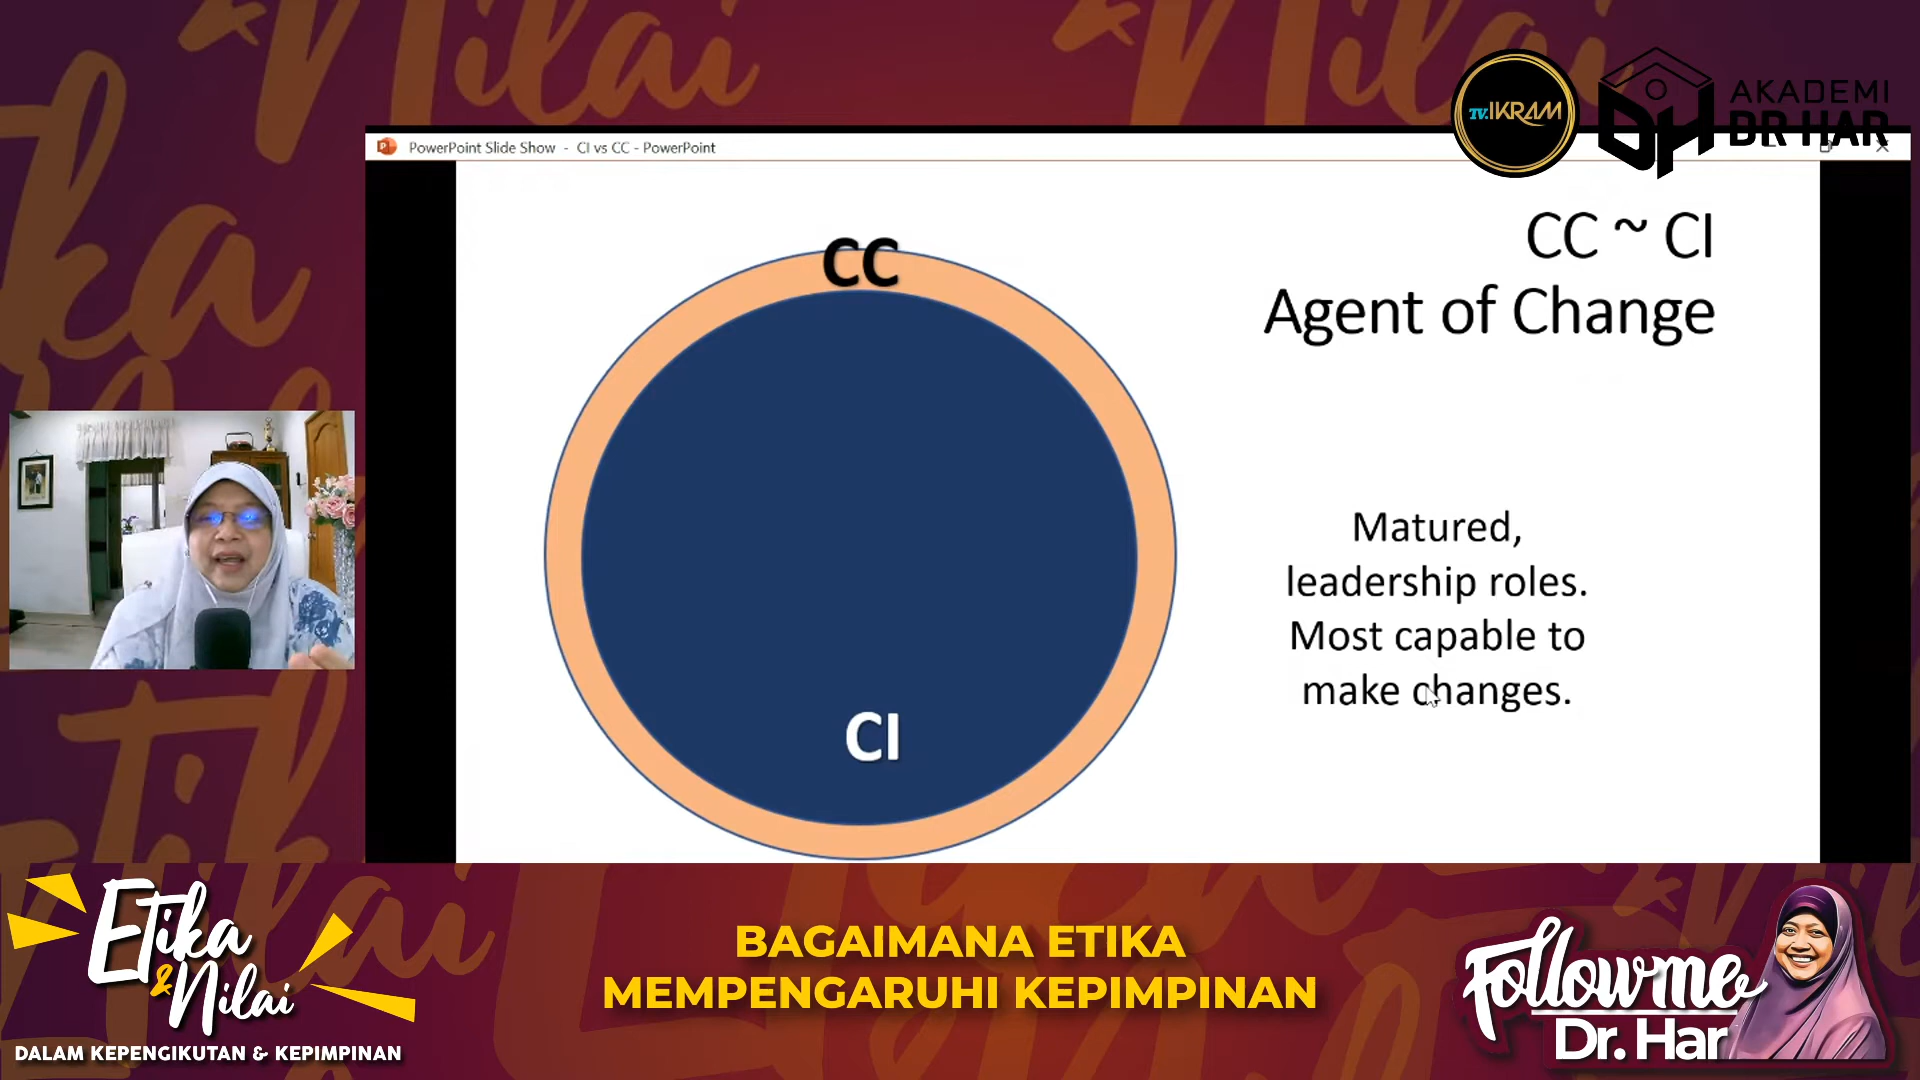 TV.IKRAM
AKADEMI
DR HAR
PowerPoint Slide Show - CI vs CC - PowerPoint
CC ~ CI
Agent of Change
CC
CI
Matured,
leadership roles.
Most capable to
make changes.
Etika
& Nilai
DALAM KEPENGIKUTAN & KEPIMPINAN
BAGAIMANA ETIKA
MEMPENGARUHI KEPIMPINAN
Follow me
Dr. Har